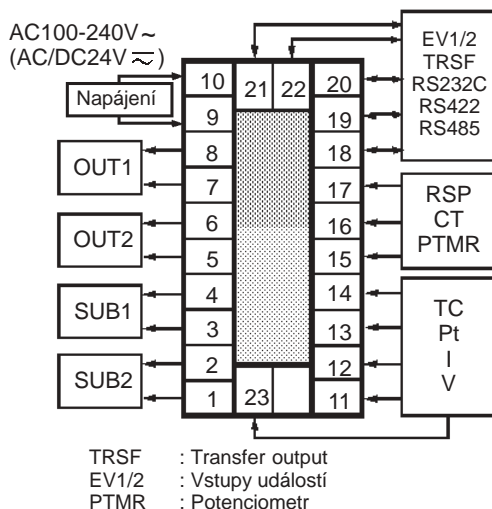 AC100-240V ~
(AC/DC24V ⎓)
Napájení
OUT1
OUT2
SUB1
SUB2
10
9
8
7
6
5
4
3
2
1
21 22
23
20
19
18
17
16
15
14
13
12
11
EV1/2
TRSF
RS232C
RS422
RS485
RSP
CT
PTMR
TC
Pt
I
V
TRSF : Transfer output
EV1/2 : Vstupy událostí
PTMR : Potenciometr